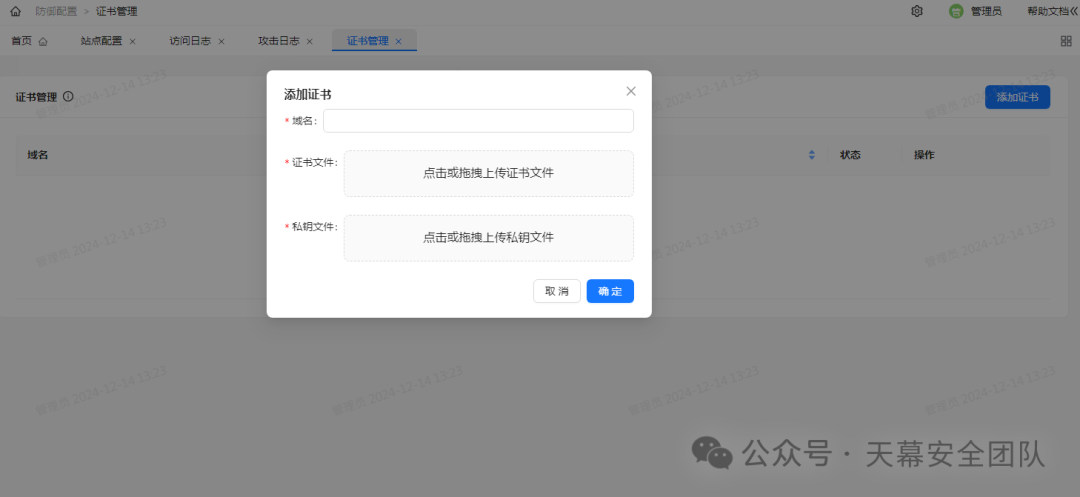 防御配置 > 证书管理
管理员
帮助文档
首页
站点配置
访问日志
攻击日志
证书管理
证书管理
添加证书
域名
状态
操作
添加证书
* 域名:
* 证书文件:
点击或拖拽上传证书文件
* 私钥文件:
点击或拖拽上传私钥文件
取 消
确 定
管理员 2024-12-14 13:23
管理员 2024-12-14 13:23
管理员 2024-12-14 13:23
管理员 2024-12-14 13:23
管理员 2024-12-14 13:23
管理员 2024-12-14 13:23
管理员 2024-12-14 13:23
公众号 · 天幕安全团队